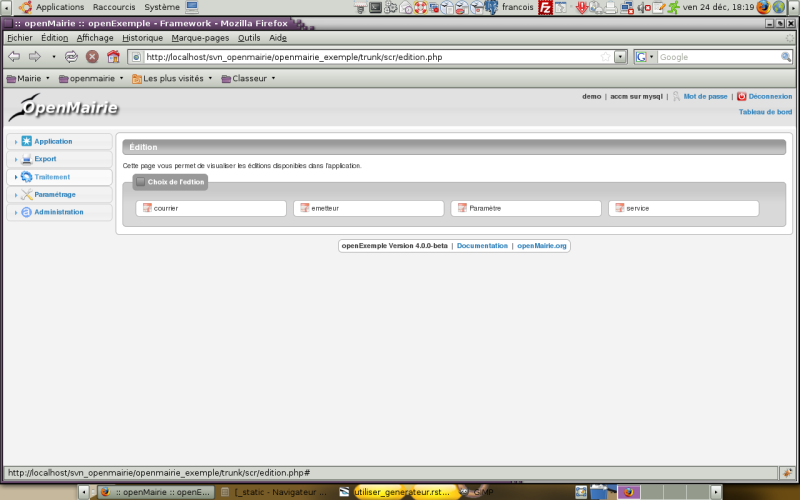 Applications Raccourcis Système francois ven 24 déc, 18:19
:: openMairie :: openExemple - Framework - Mozilla Firefox
Fichier Édition Affichage Historique Marque-pages Outils Aide
http://localhost/svn_openmairie/openmairie_exemple/trunk/scr/edition.php Google
Mairie openmairie Les plus visités Classeur
OpenMairie
demo | accm sur mysql | Mot de passe | Déconnexion
Tableau de bord
Application
Export
Traitement
Paramétrage
Administration
Édition
Cette page vous permet de visualiser les éditions disponibles dans l'application.
Choix de l'edtion
courrier emetteur Paramètre service
openExemple Version 4.0.0-beta | Documentation | openMairie.org
http://localhost/svn_openmairie/openmairie_exemple/trunk/scr/edition.php#
:: openMairie :: openE... [_static - Navigateur ... utiliser_generateur.rst... GIMP